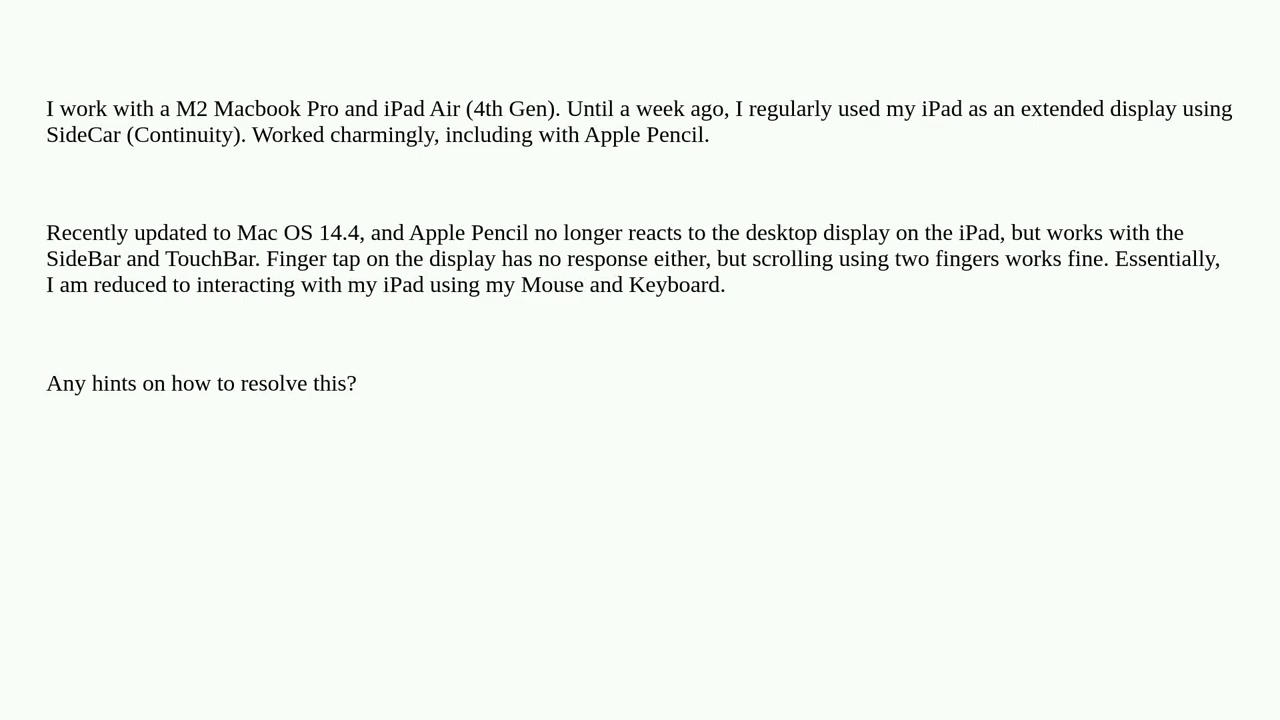 I work with a M2 Macbook Pro and iPad Air (4th Gen). Until a week ago, I regularly used my iPad as an extended display using
SideCar (Continuity). Worked charmingly, including with Apple Pencil.
Recently updated to Mac OS 14.4, and Apple Pencil no longer reacts to the desktop display on the iPad, but works with the
SideBar and TouchBar. Finger tap on the display has no response either, but scrolling using two fingers works fine. Essentially,
I am reduced to interacting with my iPad using my Mouse and Keyboard.
Any hints on how to resolve this?